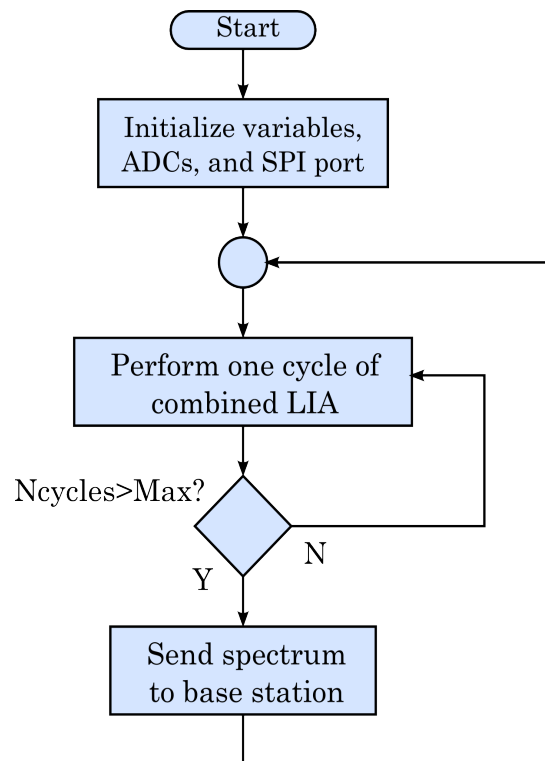 Start
Initialize variables,
ADCs, and SPI port
Perform one cycle of
combined LIA
Ncycles>Max?
N
Y
Send spectrum
to base station